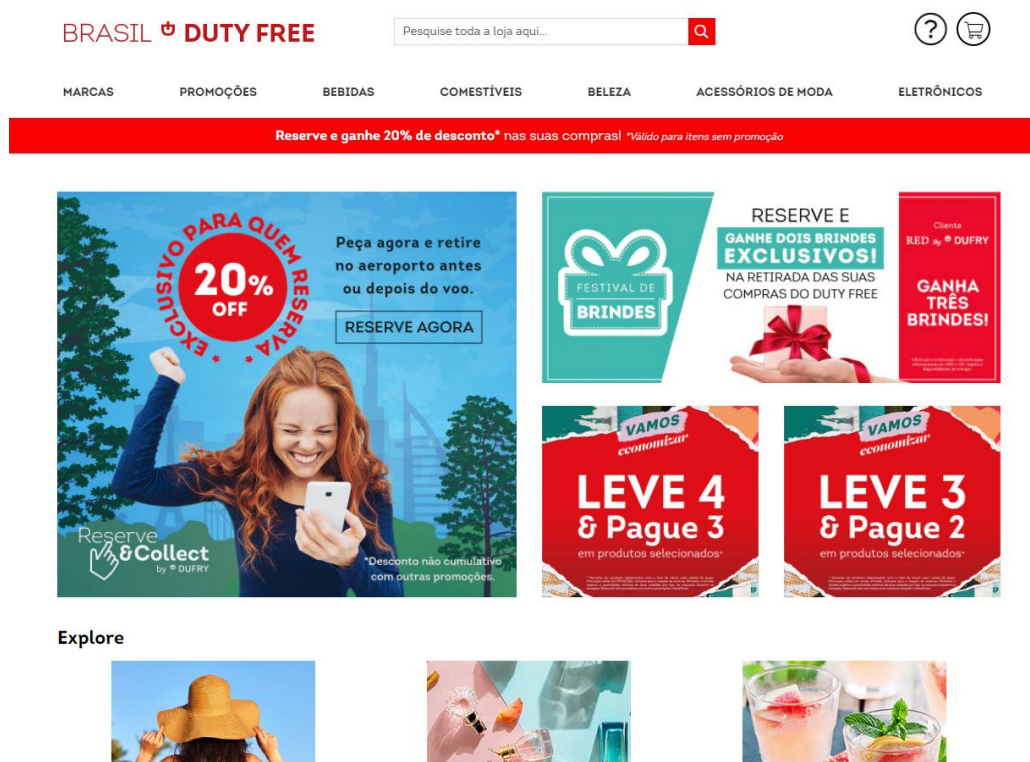 BRASIL DUTY FREE
Pesquise toda a loja aqui...
?
MARCAS PROMOÇÕES BEBIDAS COMESTÍVEIS BELEZA ACESSÓRIOS DE MODA ELETRÔNICOS
Reserve e ganhe 20% de desconto* nas suas compras! *Válido para itens sem promoção
EXCLUSIVO PARA QUEM RESERVA
20%
OFF
Peça agora e retire
no aeroporto antes
ou depois do voo.
RESERVE AGORA
Reserve
&Collect
by DUFRY
*Desconto não cumulativo
com outras promoções.
FESTIVAL DE
BRINDES
RESERVE E
GANHE DOIS BRINDES
EXCLUSIVOS!
NA RETIRADA DAS SUAS
COMPRAS DO DUTY FREE
Cliente
RED by DUFRY
GANHA
TRÊS
BRINDES!
VAMOS
economizar
LEVE 4
& Pague 3
em produtos selecionados*
VAMOS
economizar
LEVE 3
& Pague 2
em produtos selecionados*
Explore